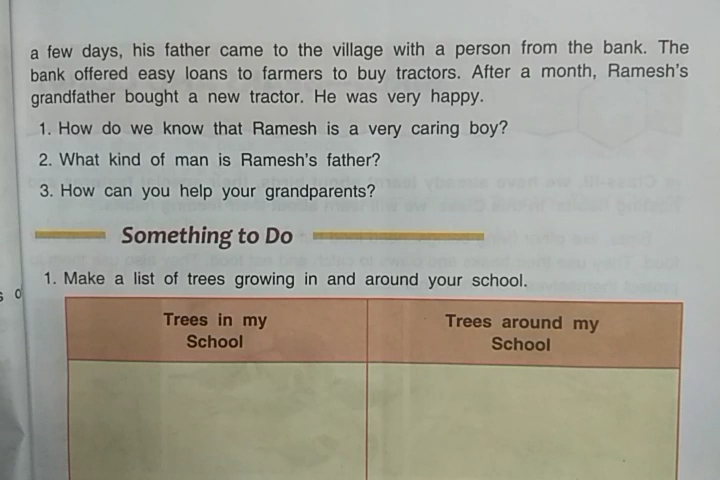 a few days, his father came to the village with a person from the bank. The
bank offered easy loans to farmers to buy tractors. After a month, Ramesh's
grandfather bought a new tractor. He was very happy.
1. How do we know that Ramesh is a very caring boy?
2. What kind of man is Ramesh's father?
3. How can you help your grandparents?
Something to Do
1. Make a list of trees growing in and around your school.
Trees in my
School
Trees around my
School